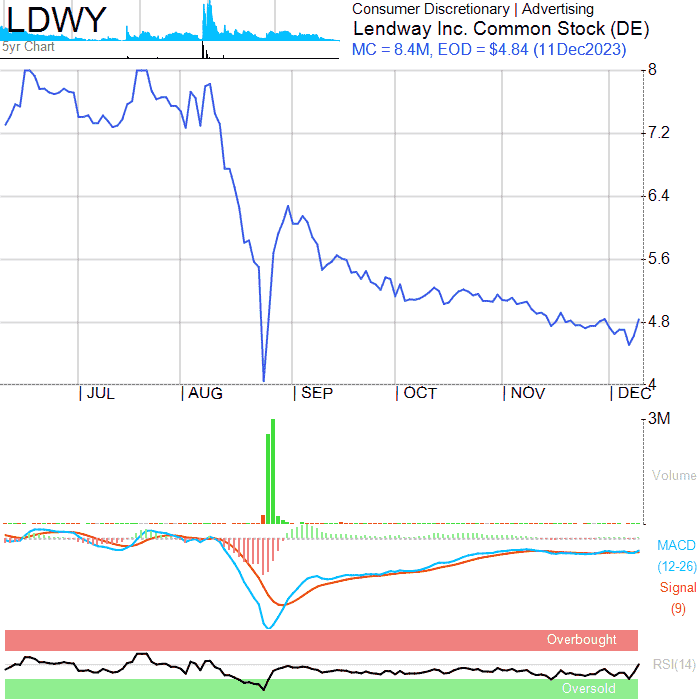 LDWY
5yr Chart
Consumer Discretionary | Advertising
Lendway Inc. Common Stock (DE)
MC = 8.4M, EOD = $4.84 (11Dec2023)
8
7.2
6.4
5.6
4.8
4
| JUL | AUG | SEP | OCT | NOV | DEC
3M
Volume
MACD
(12-26)
Signal
(9)
Overbought
RSI(14)
Oversold